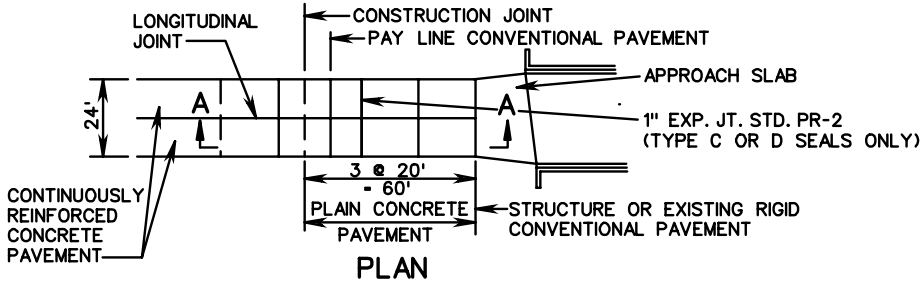 CONSTRUCTION JOINT
LONGITUDINAL
JOINT
PAY LINE CONVENTIONAL PAVEMENT
APPROACH SLAB
A
A
24'
1" EXP. JT. STD. PR-2
(TYPE C OR D SEALS ONLY)
3 @ 20'
- 60'
CONTINUOUSLY
REINFORCED
CONCRETE
PAVEMENT
PLAIN CONCRETE
PAVEMENT
STRUCTURE OR EXISTING RIGID
CONVENTIONAL PAVEMENT
PLAN